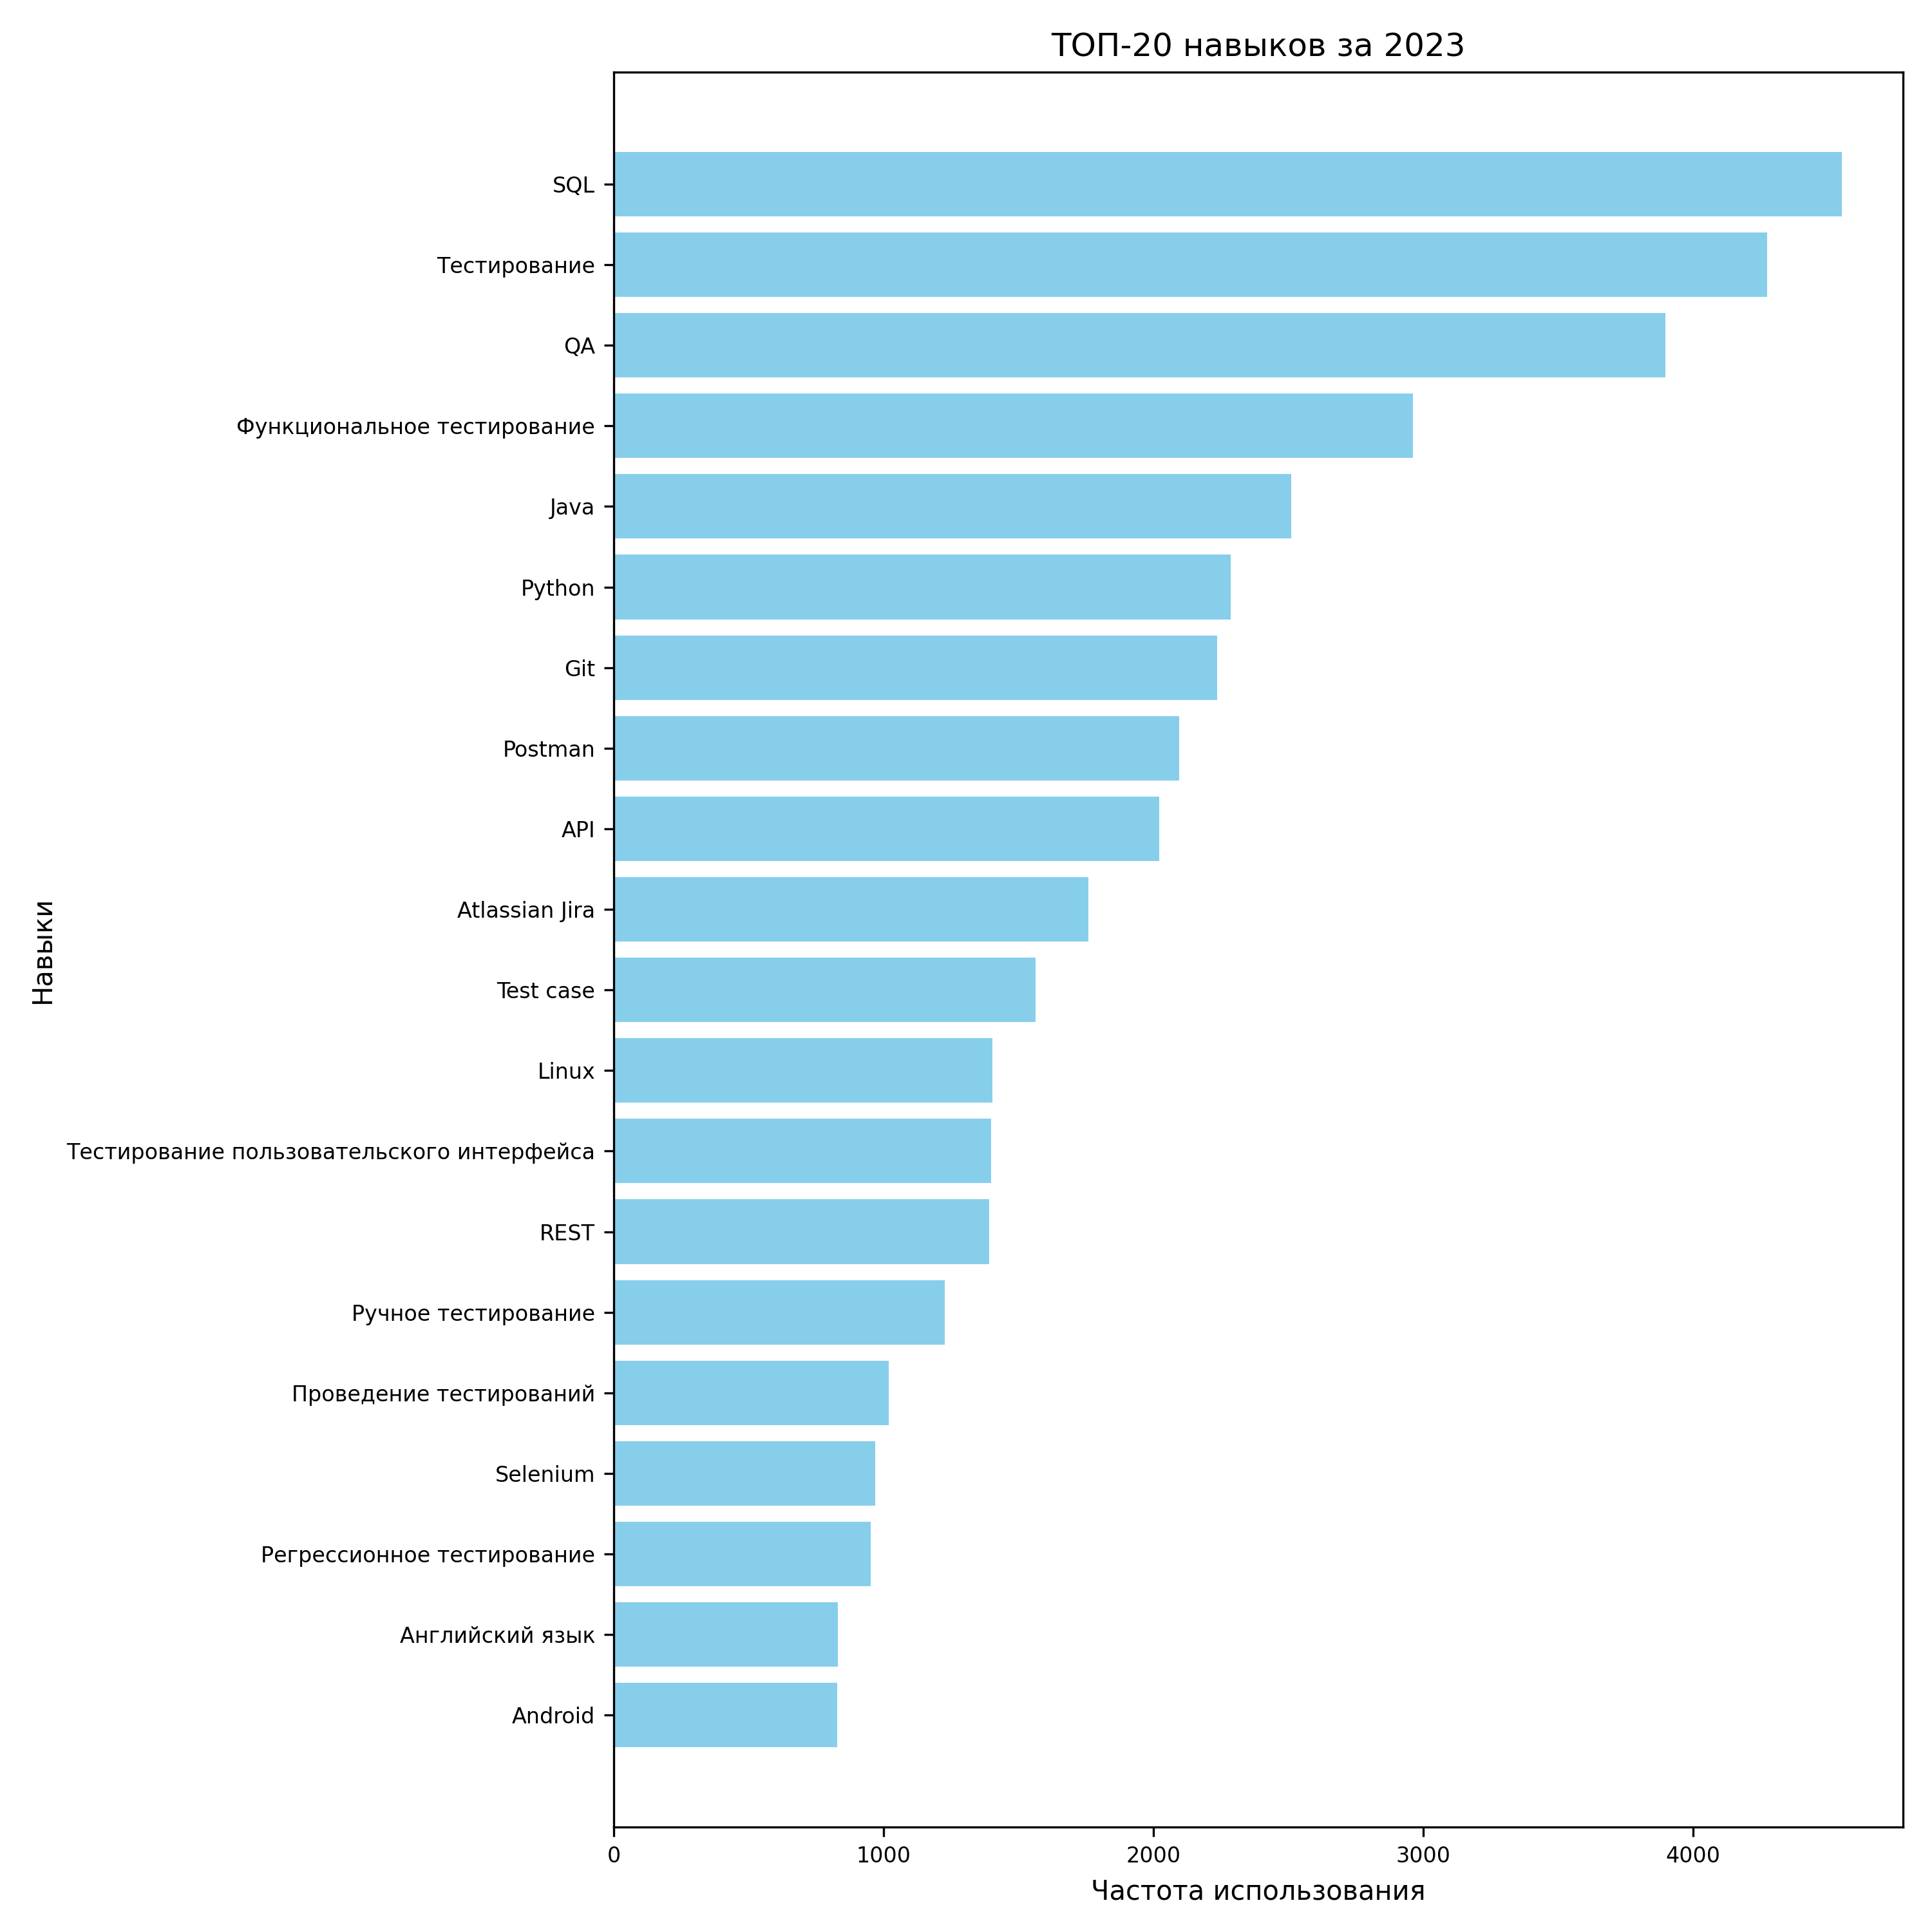 ТОП-20 навыков за 2023
Навыки
SQL
Тестирование
QA
Функциональное тестирование
Java
Python
Git
Postman
API
Atlassian Jira
Test case
Linux
Тестирование пользовательского интерфейса
REST
Ручное тестирование
Проведение тестирований
Selenium
Регрессионное тестирование
Английский язык
Android
0 1000 2000 3000 4000
Частота использования